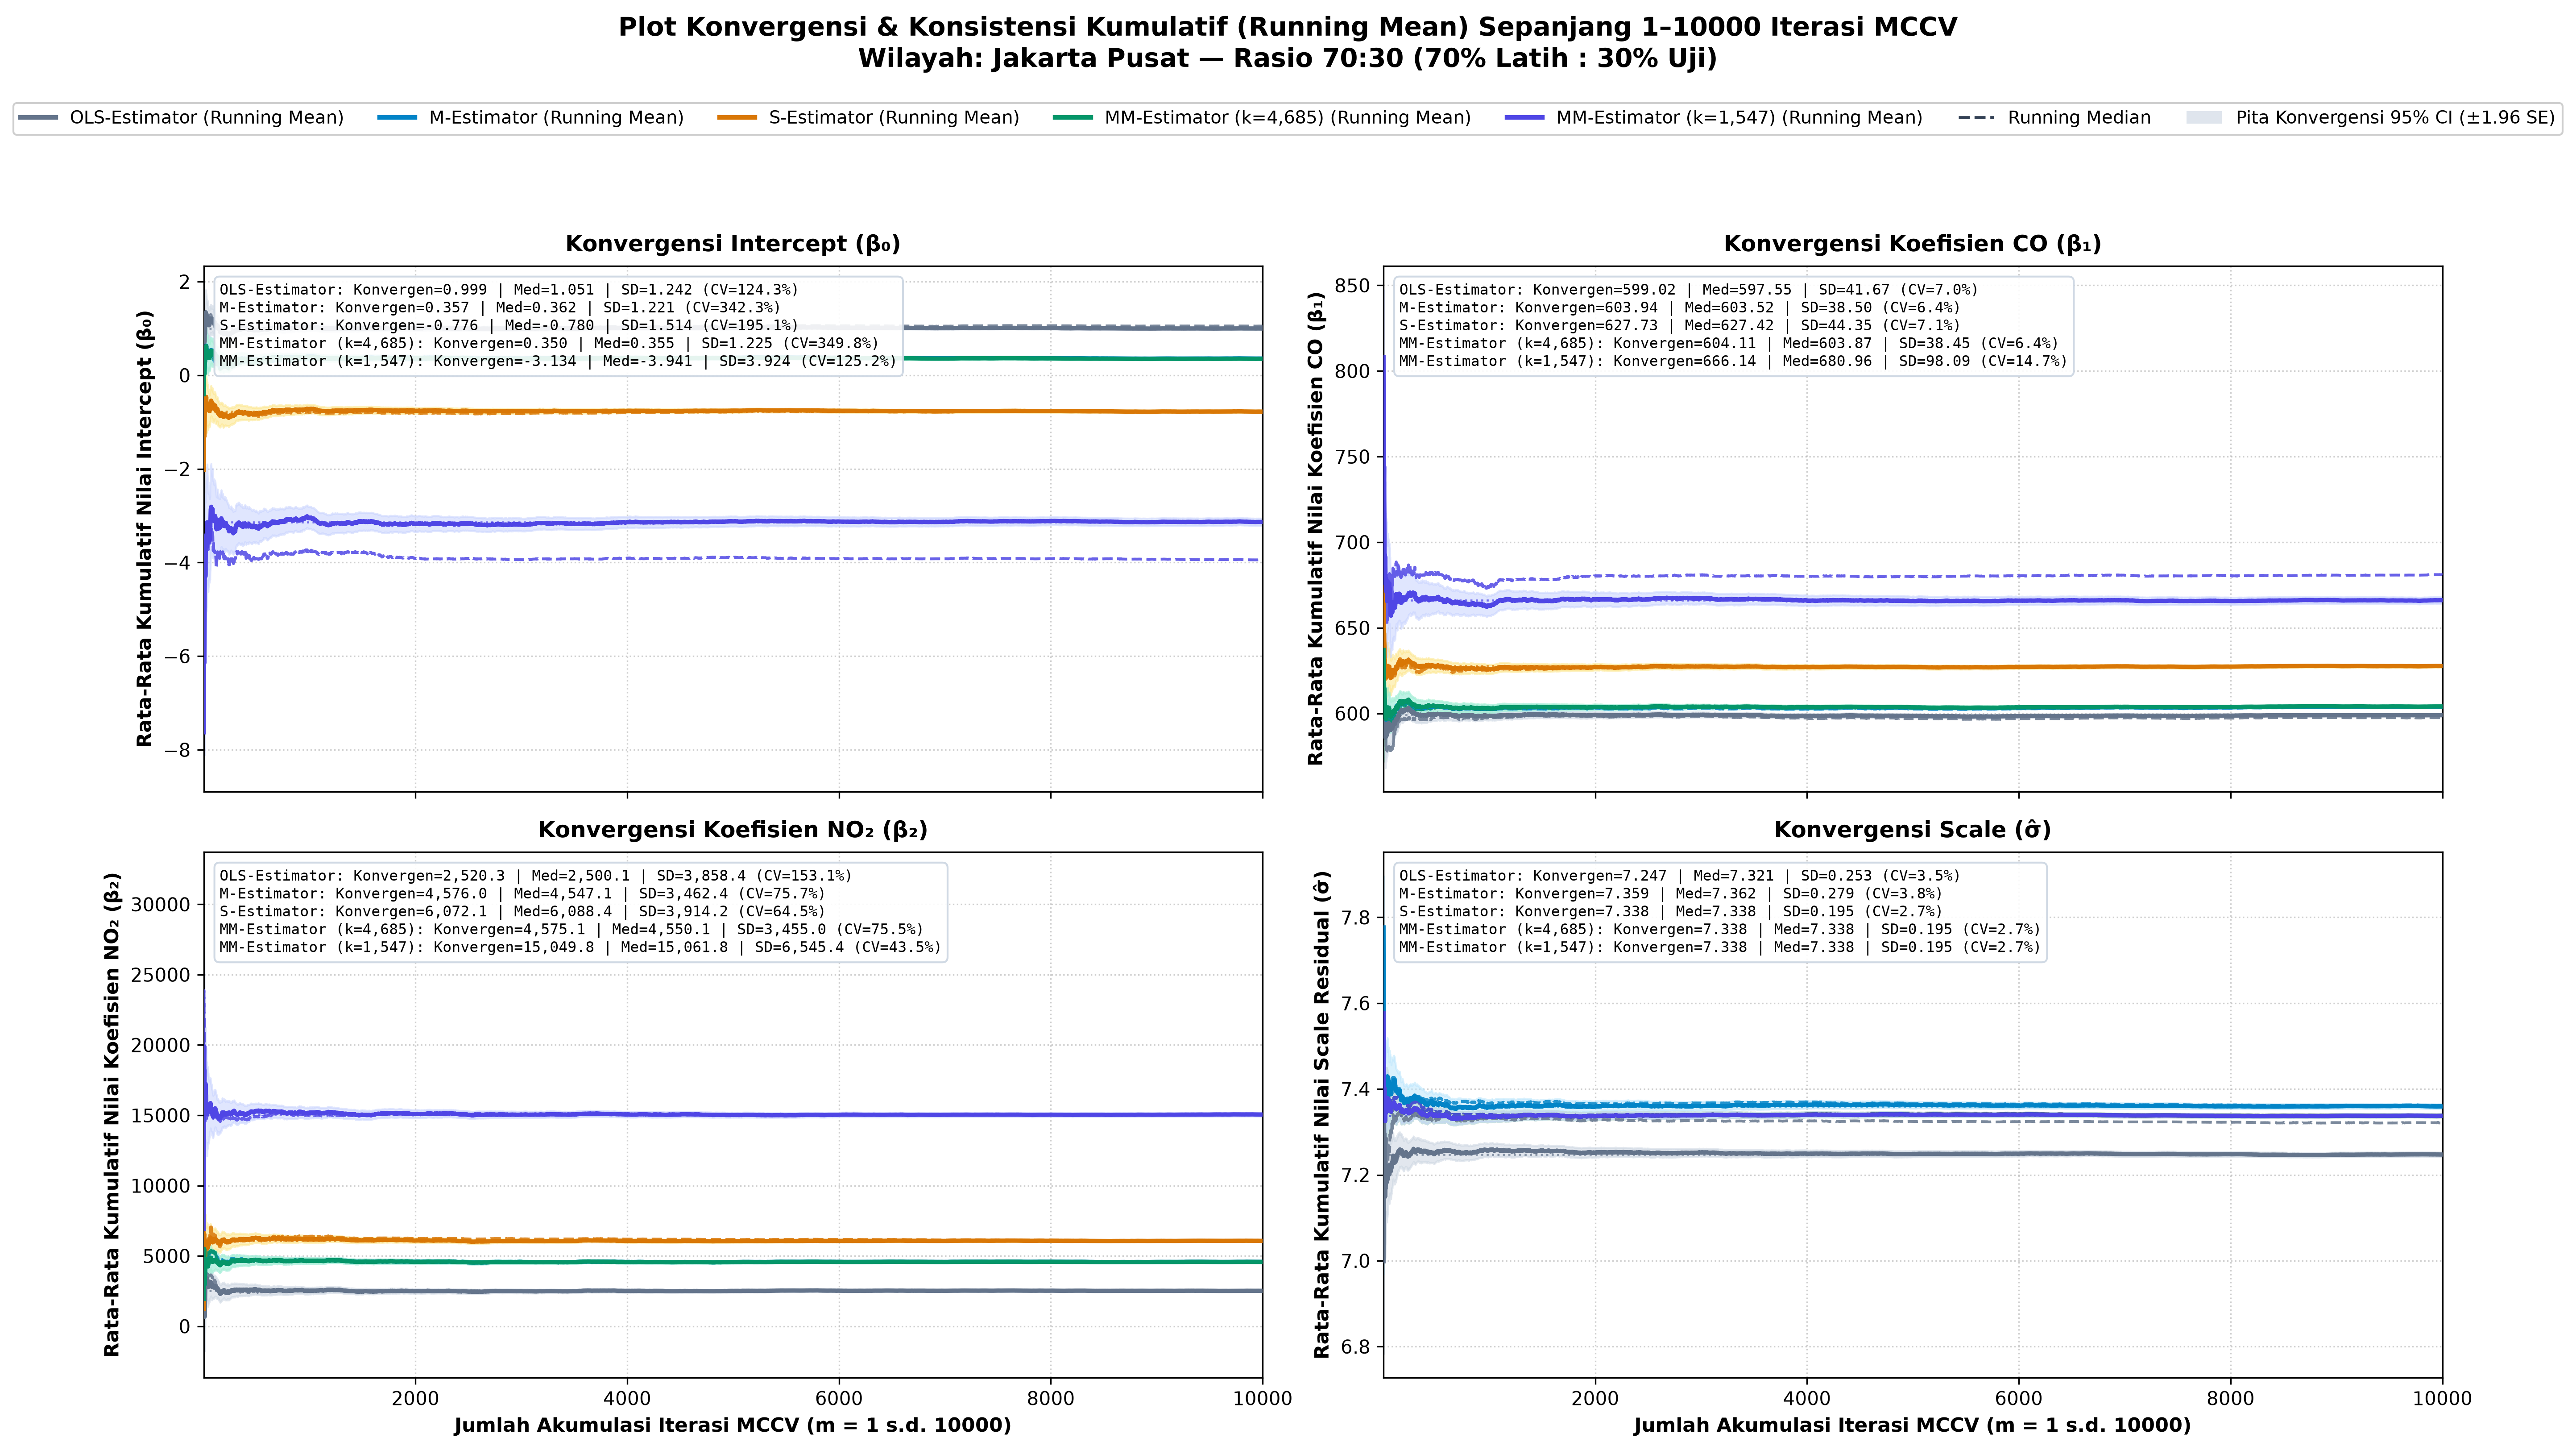 Plot Konvergensi & Konsistensi Kumulatif (Running Mean) Sepanjang 1–10000 Iterasi MCCV
Wilayah: Jakarta Pusat — Rasio 70:30 (70% Latih : 30% Uji)
OLS-Estimator (Running Mean)
M-Estimator (Running Mean)
S-Estimator (Running Mean)
MM-Estimator (k=4,685) (Running Mean)
MM-Estimator (k=1,547) (Running Mean)
Running Median
Pita Konvergensi 95% CI (±1.96 SE)
Konvergensi Intercept (β₀)
Rata-Rata Kumulatif Nilai Intercept (β₀)
2
0
−2
−4
−6
−8
OLS-Estimator: Konvergen=0.999 | Med=1.051 | SD=1.242 (CV=124.3%)
M-Estimator: Konvergen=0.357 | Med=0.362 | SD=1.221 (CV=342.3%)
S-Estimator: Konvergen=-0.776 | Med=-0.780 | SD=1.514 (CV=195.1%)
MM-Estimator (k=4,685): Konvergen=0.350 | Med=0.355 | SD=1.225 (CV=349.8%)
MM-Estimator (k=1,547): Konvergen=-3.134 | Med=-3.941 | SD=3.924 (CV=125.2%)
Konvergensi Koefisien CO (β₁)
Rata-Rata Kumulatif Nilai Koefisien CO (β₁)
850
800
750
700
650
600
OLS-Estimator: Konvergen=599.02 | Med=597.55 | SD=41.67 (CV=7.0%)
M-Estimator: Konvergen=603.94 | Med=603.52 | SD=38.50 (CV=6.4%)
S-Estimator: Konvergen=627.73 | Med=627.42 | SD=44.35 (CV=7.1%)
MM-Estimator (k=4,685): Konvergen=604.11 | Med=603.87 | SD=38.45 (CV=6.4%)
MM-Estimator (k=1,547): Konvergen=666.14 | Med=680.96 | SD=98.09 (CV=14.7%)
Konvergensi Koefisien NO₂ (β₂)
Rata-Rata Kumulatif Nilai Koefisien NO₂ (β₂)
30000
25000
20000
15000
10000
5000
0
OLS-Estimator: Konvergen=2,520.3 | Med=2,500.1 | SD=3,858.4 (CV=153.1%)
M-Estimator: Konvergen=4,576.0 | Med=4,547.1 | SD=3,462.4 (CV=75.7%)
S-Estimator: Konvergen=6,072.1 | Med=6,088.4 | SD=3,914.2 (CV=64.5%)
MM-Estimator (k=4,685): Konvergen=4,575.1 | Med=4,550.1 | SD=3,455.0 (CV=75.5%)
MM-Estimator (k=1,547): Konvergen=15,049.8 | Med=15,061.8 | SD=6,545.4 (CV=43.5%)
2000 4000 6000 8000 10000
Jumlah Akumulasi Iterasi MCCV (m = 1 s.d. 10000)
Konvergensi Scale (σ̂)
Rata-Rata Kumulatif Nilai Scale Residual (σ̂)
7.8
7.6
7.4
7.2
7.0
6.8
OLS-Estimator: Konvergen=7.247 | Med=7.321 | SD=0.253 (CV=3.5%)
M-Estimator: Konvergen=7.359 | Med=7.362 | SD=0.279 (CV=3.8%)
S-Estimator: Konvergen=7.338 | Med=7.338 | SD=0.195 (CV=2.7%)
MM-Estimator (k=4,685): Konvergen=7.338 | Med=7.338 | SD=0.195 (CV=2.7%)
MM-Estimator (k=1,547): Konvergen=7.338 | Med=7.338 | SD=0.195 (CV=2.7%)
2000 4000 6000 8000 10000
Jumlah Akumulasi Iterasi MCCV (m = 1 s.d. 10000)